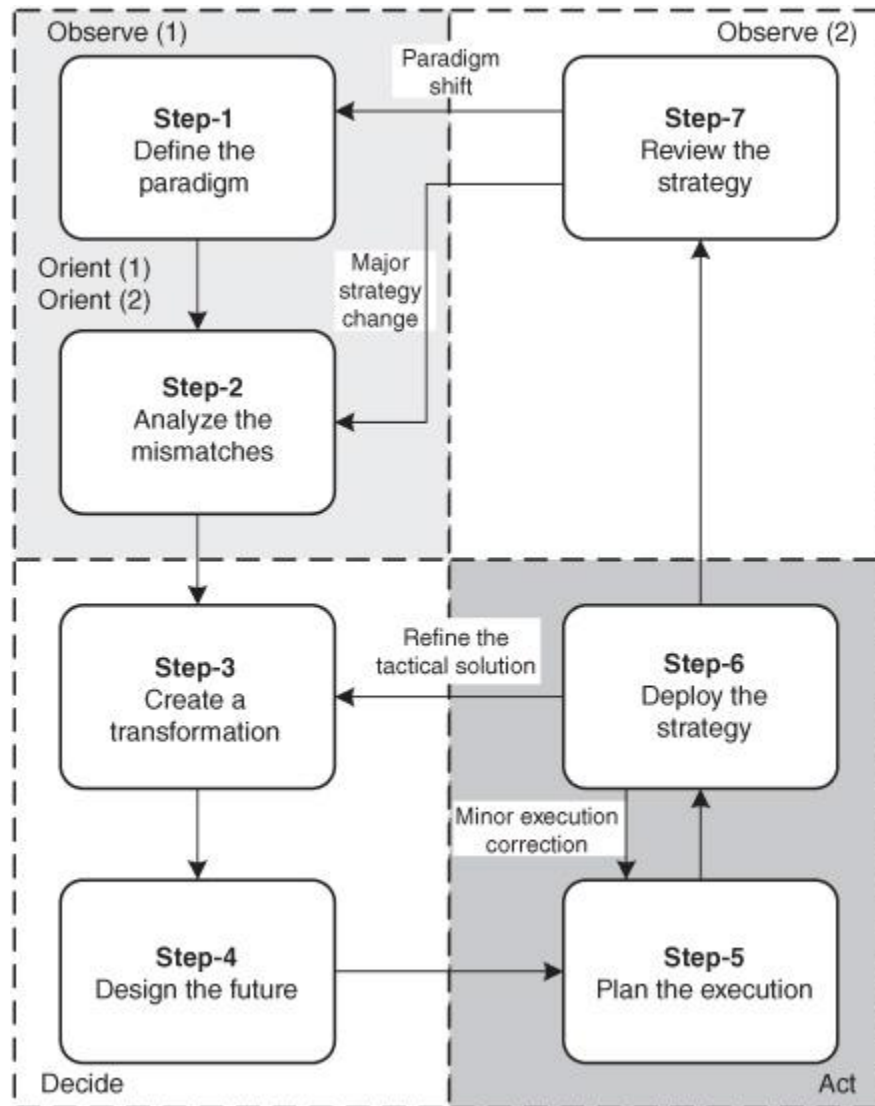 Observe (1)
Observe (2)
Paradigm
shift
Step-1
Define the
paradigm
Step-7
Review the
strategy
Orient (1)
Orient (2)
Major
strategy
change
Step-2
Analyze the
mismatches
Step-3
Create a
transformation
Refine the
tactical solution
Step-6
Deploy the
strategy
Minor execution
correction
Step-4
Design the future
Step-5
Plan the execution
Decide
Act